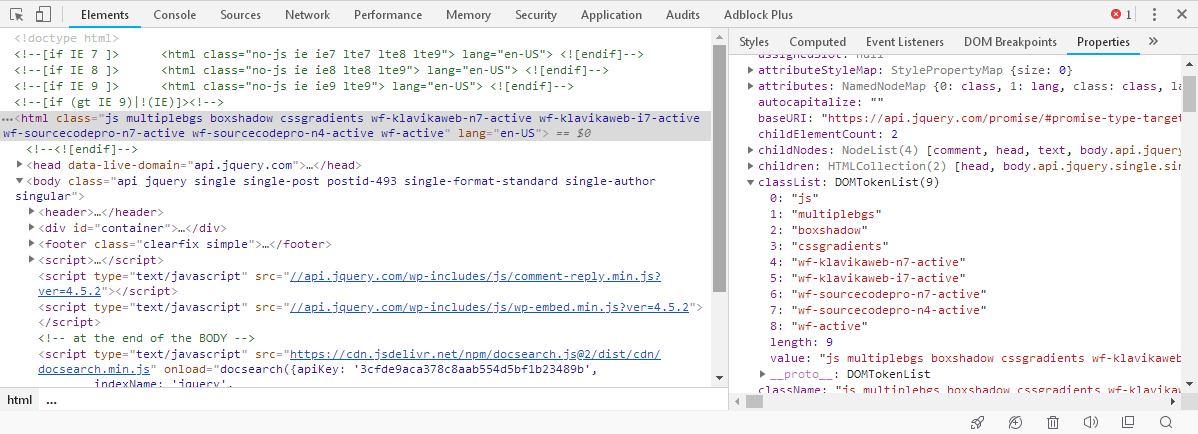 Elements Console Sources Network Performance Memory Security Application Audits Adblock Plus 1
<!doctype html>
<!--[if IE 7 ]> <html class="no-js ie ie7 lte7 lte8 lte9"> lang="en-US"> <![endif]-->
<!--[if IE 8 ]> <html class="no-js ie ie8 lte8 lte9"> lang="en-US"> <![endif]-->
<!--[if IE 9 ]> <html class="no-js ie ie9 lte9"> lang="en-US"> <![endif]-->
<!--[if (gt IE 9)|!(IE)]><!-->
…<html class="js multiplebgs boxshadow cssgradients wf-klavikaweb-n7-active wf-klavikaweb-i7-active
wf-sourcecodepro-n7-active wf-sourcecodepro-n4-active wf-active" lang="en-US"> == $0
<!--<![endif]-->
<head data-live-domain="api.jquery.com">…</head>
<body class="api jquery single single-post postid-493 single-format-standard single-author
singular">
<header>…</header>
<div id="container">…</div>
<footer class="clearfix simple">…</footer>
<script>…</script>
<script type="text/javascript" src="//api.jquery.com/wp-includes/js/comment-reply.min.js?
ver=4.5.2"></script>
<script type="text/javascript" src="//api.jquery.com/wp-includes/js/wp-embed.min.js?ver=4.5.2">
</script>
<!-- at the end of the BODY -->
<script type="text/javascript" src="https://cdn.jsdelivr.net/npm/docsearch.js@2/dist/cdn/
docsearch.min.js" onload="docsearch({apiKey: '3cfde9aca378c8aab554d5bf1b23489b',
indexName: 'jquery',
html ...
Styles Computed Event Listeners DOM Breakpoints Properties »
assignedSlot: null
attributeStyleMap: StylePropertyMap {size: 0}
attributes: NamedNodeMap {0: class, 1: lang, class: class, la
autocapitalize: ""
baseURI: "https://api.jquery.com/promise/#promise-type-target
childElementCount: 2
childNodes: NodeList(4) [comment, head, text, body.api.jquery
children: HTMLCollection(2) [head, body.api.jquery.single.sin
classList: DOMTokenList(9)
0: "js"
1: "multiplebgs"
2: "boxshadow"
3: "cssgradients"
4: "wf-klavikaweb-n7-active"
5: "wf-klavikaweb-i7-active"
6: "wf-sourcecodepro-n7-active"
7: "wf-sourcecodepro-n4-active"
8: "wf-active"
length: 9
value: "js multiplebgs boxshadow cssgradients wf-klavikaweb
__proto__: DOMTokenList
className: "js multiplebgs boxshadow cssgradients wf-klavikaw